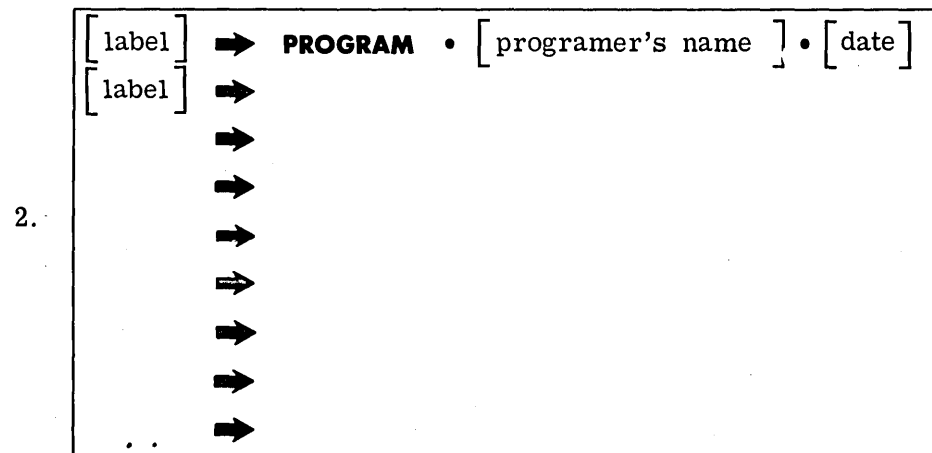 [label] ➡ PROGRAM • [programer's name] • [date]
[label] ➡
➡
➡
2. ➡
➡
➡
➡
. . ➡